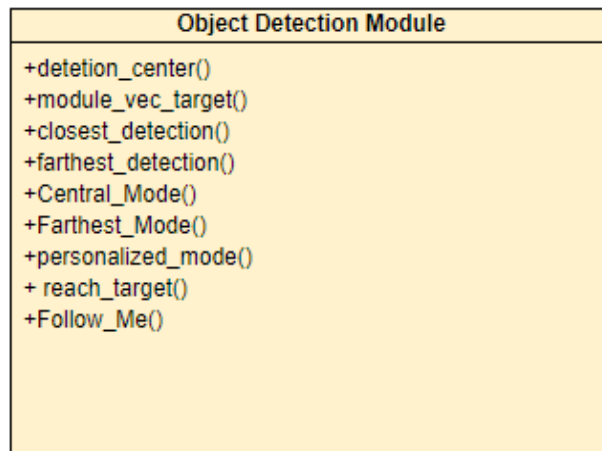 Object Detection Module
+detetion_center()
+module_vec_target()
+closest_detection()
+farthest_detection()
+Central_Mode()
+Farthest_Mode()
+personalized_mode()
+ reach_target()
+Follow_Me()